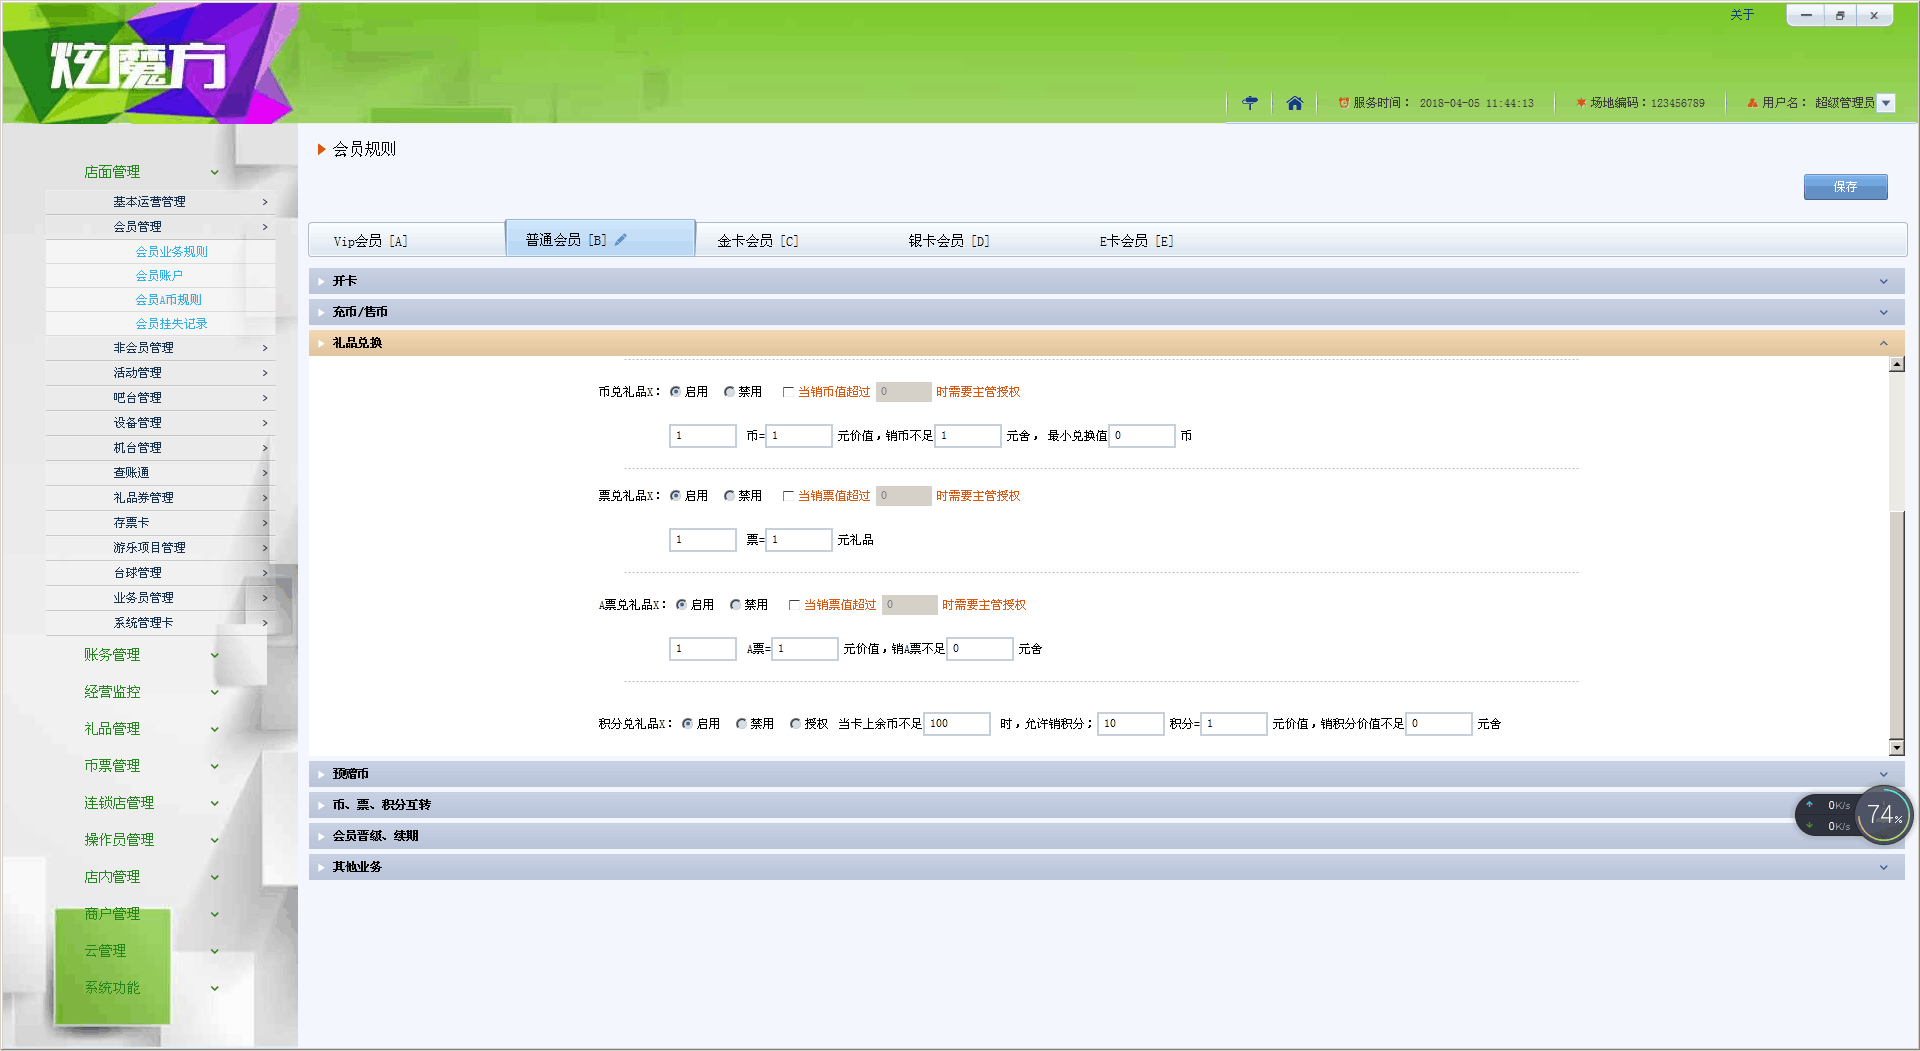 关于
炫魔方
服务时间： 2018-04-05 11:44:13
场地编码：123456789
用户名： 超级管理员
店面管理
基本运营管理
会员管理
会员业务规则
会员账户
会员A币规则
会员挂失记录
非会员管理
活动管理
吧台管理
设备管理
机台管理
查账通
礼品券管理
存票卡
游乐项目管理
台球管理
业务员管理
系统管理卡
账务管理
经营监控
礼品管理
币票管理
连锁店管理
操作员管理
店内管理
商户管理
云管理
系统功能
会员规则
保存
Vip会员 [A] 普通会员 [B] 金卡会员 [C] 银卡会员 [D] E卡会员 [E]
开卡
充币/售币
礼品兑换
币兑礼品X： 启用 禁用 当销币值超过 0 时需要主管授权
1 币= 1 元价值，销币不足 1 元舍， 最小兑换值 0 币
票兑礼品X： 启用 禁用 当销票值超过 0 时需要主管授权
1 票= 1 元礼品
A票兑礼品X： 启用 禁用 当销票值超过 0 时需要主管授权
1 A票= 1 元价值，销A票不足 0 元舍
积分兑礼品X： 启用 禁用 授权 当卡上余币不足 100 时，允许销积分； 10 积分= 1 元价值，销积分价值不足 0 元舍
预赠币
币、票、积分互转
会员晋级、续期
其他业务
0K/s
0K/s
74%